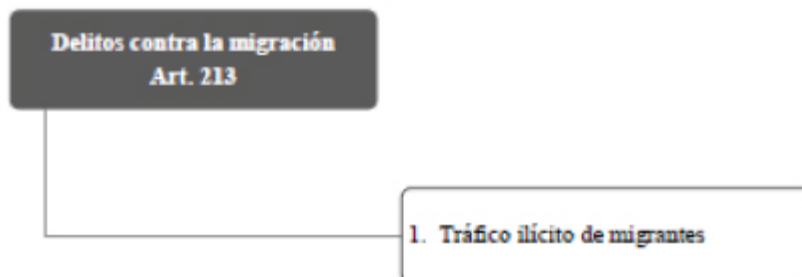 Delitos contra la migración
Art. 213
1. Tráfico ilícito de migrantes